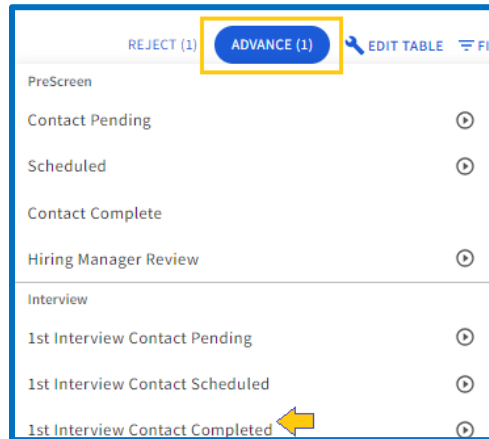 REJECT (1) ADVANCE (1) EDIT TABLE
PreScreen
Contact Pending
Scheduled
Contact Complete
Hiring Manager Review
Interview
1st Interview Contact Pending
1st Interview Contact Scheduled
1st Interview Contact Completed